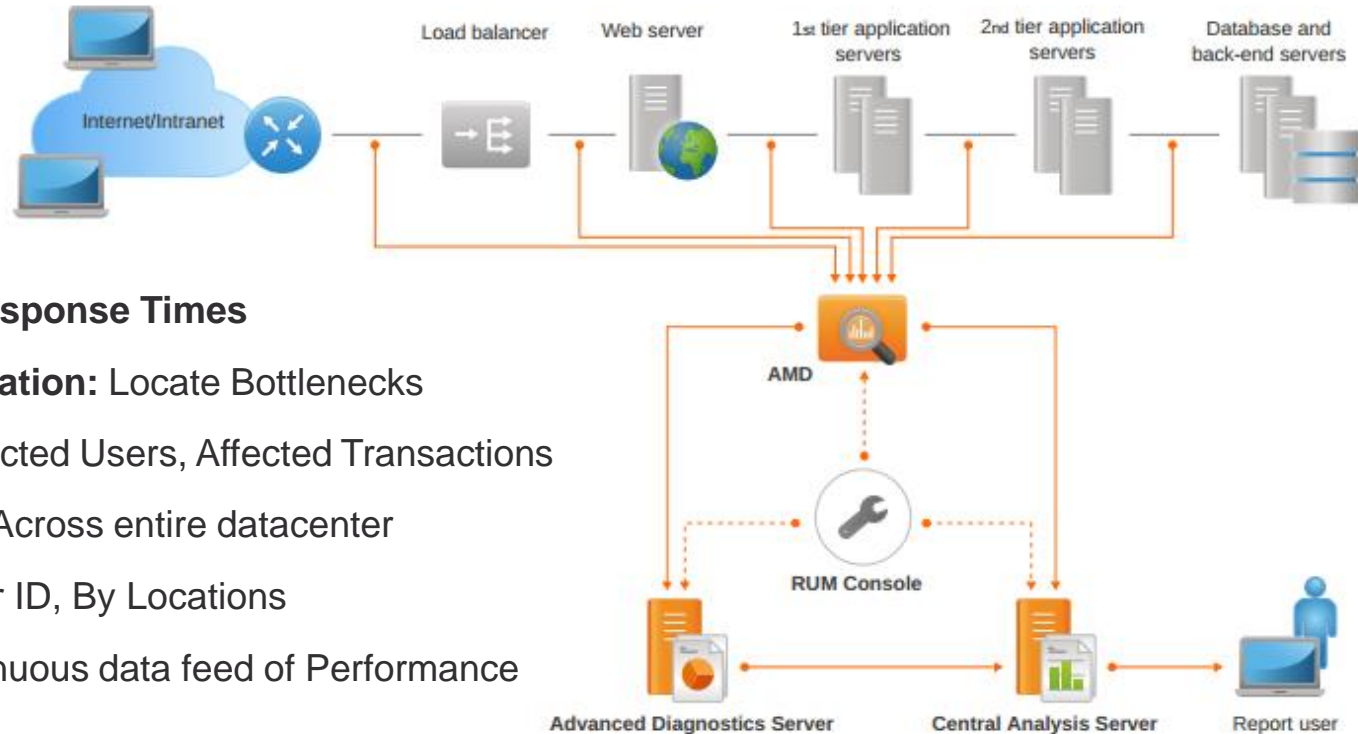 Load balancer
Web server
1st tier application
servers
2nd tier application
servers
Database and
back-end servers
Internet/Intranet
sponse Times
ation: Locate Bottlenecks
cted Users, Affected Transactions
Across entire datacenter
r ID, By Locations
nuous data feed of Performance
AMD
RUM Console
Advanced Diagnostics Server
Central Analysis Server
Report user